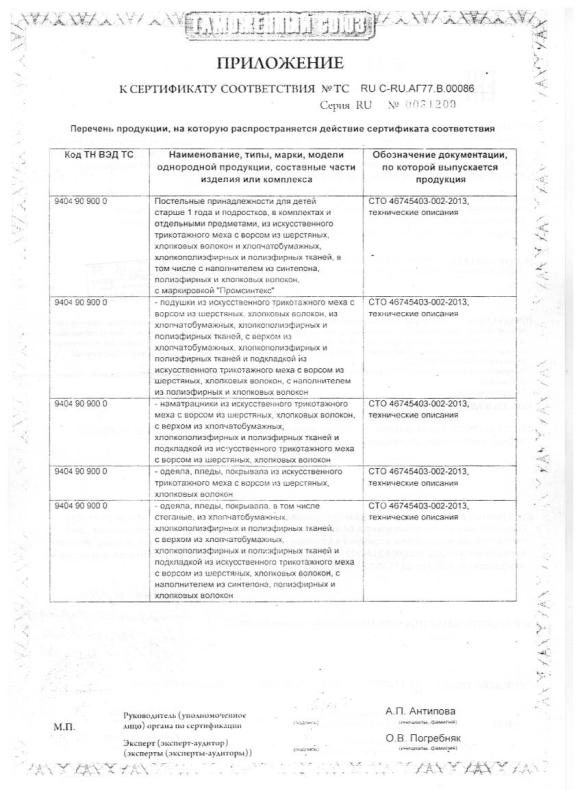 ТАМОЖЕННЫЙ СОЮЗ
ПРИЛОЖЕНИЕ
К СЕРТИФИКАТУ СООТВЕТСТВИЯ № ТС RU C-RU.АГ77.В.00086
Серия RU № 0031200
Перечень продукции, на которую распространяется действие сертификата соответствия
Код ТН ВЭД ТС
Наименование, типы, марки, модели
однородной продукции, составные части
изделия или комплекса
Обозначение документации,
по которой выпускается
продукция
9404 90 900 0
Постельные принадлежности для детей
старше 1 года и подростков, в комплектах и
отдельными предметами, из искусственного
трикотажного меха с ворсом из шерстяных,
хлопковых волокон и хлопчатобумажных,
хлопкополиэфирных и полиэфирных тканей, в
том числе с наполнителем из синтепона,
полиэфирных и хлопковых волокон,
с маркировкой "Промсинтекс"
СТО 46745403-002-2013,
технические описания
9404 90 900 0
- подушки из искусственного трикотажного меха с
ворсом из шерстяных, хлопковых волокон, из
хлопчатобумажных, хлопкополиэфирных и
полиэфирных тканей, с верхом из
хлопчатобумажных, хлопкополиэфирных и
полиэфирных тканей и подкладкой из
искусственного трикотажного меха с ворсом из
шерстяных, хлопковых волокон, с наполнителем
из полиэфирных и хлопковых волокон
СТО 46745403-002-2013,
технические описания
9404 90 900 0
- наматрацники из искусственного трикотажного
меха с ворсом из шерстяных, хлопковых волокон,
с верхом из хлопчатобумажных,
хлопкополиэфирных и полиэфирных тканей и
подкладкой из искусственного трикотажного меха
с ворсом из шерстяных, хлопковых волокон
СТО 46745403-002-2013,
технические описания
9404 90 900 0
- одеяла, пледы, покрывала из искусственного
трикотажного меха с ворсом из шерстяных,
хлопковых волокон
СТО 46745403-002-2013,
технические описания
9404 90 900 0
- одеяла, пледы, покрывала, в том числе
стеганые, из хлопчатобумажных,
хлопкополиэфирных и полиэфирных тканей,
с верхом из хлопчатобумажных,
хлопкополиэфирных и полиэфирных тканей и
подкладкой из искусственного трикотажного меха
с ворсом из шерстяных, хлопковых волокон, с
наполнителем из синтепона, полиэфирных и
хлопковых волокон
СТО 46745403-002-2013,
технические описания
М.П.
Руководитель (уполномоченное
лицо) органа по сертификации
(подпись)
А.П. Антипова
(инициалы, фамилия)
Эксперт (эксперт-аудитор)
(эксперты (эксперты-аудиторы))
(подпись)
О.В. Погребняк
(инициалы, фамилия)